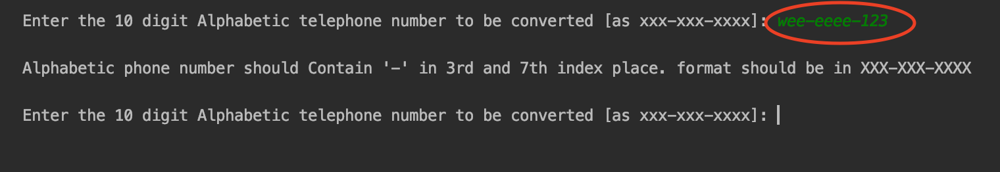 Enter the 10 digit Alphabetic telephone number to be converted [as xxx-xxx-xxxx]: wee-eeee-123
Alphabetic phone number should Contain '-' in 3rd and 7th index place. format should be in XXX-XXX-XXXX
Enter the 10 digit Alphabetic telephone number to be converted [as xxx-xxx-xxxx]: